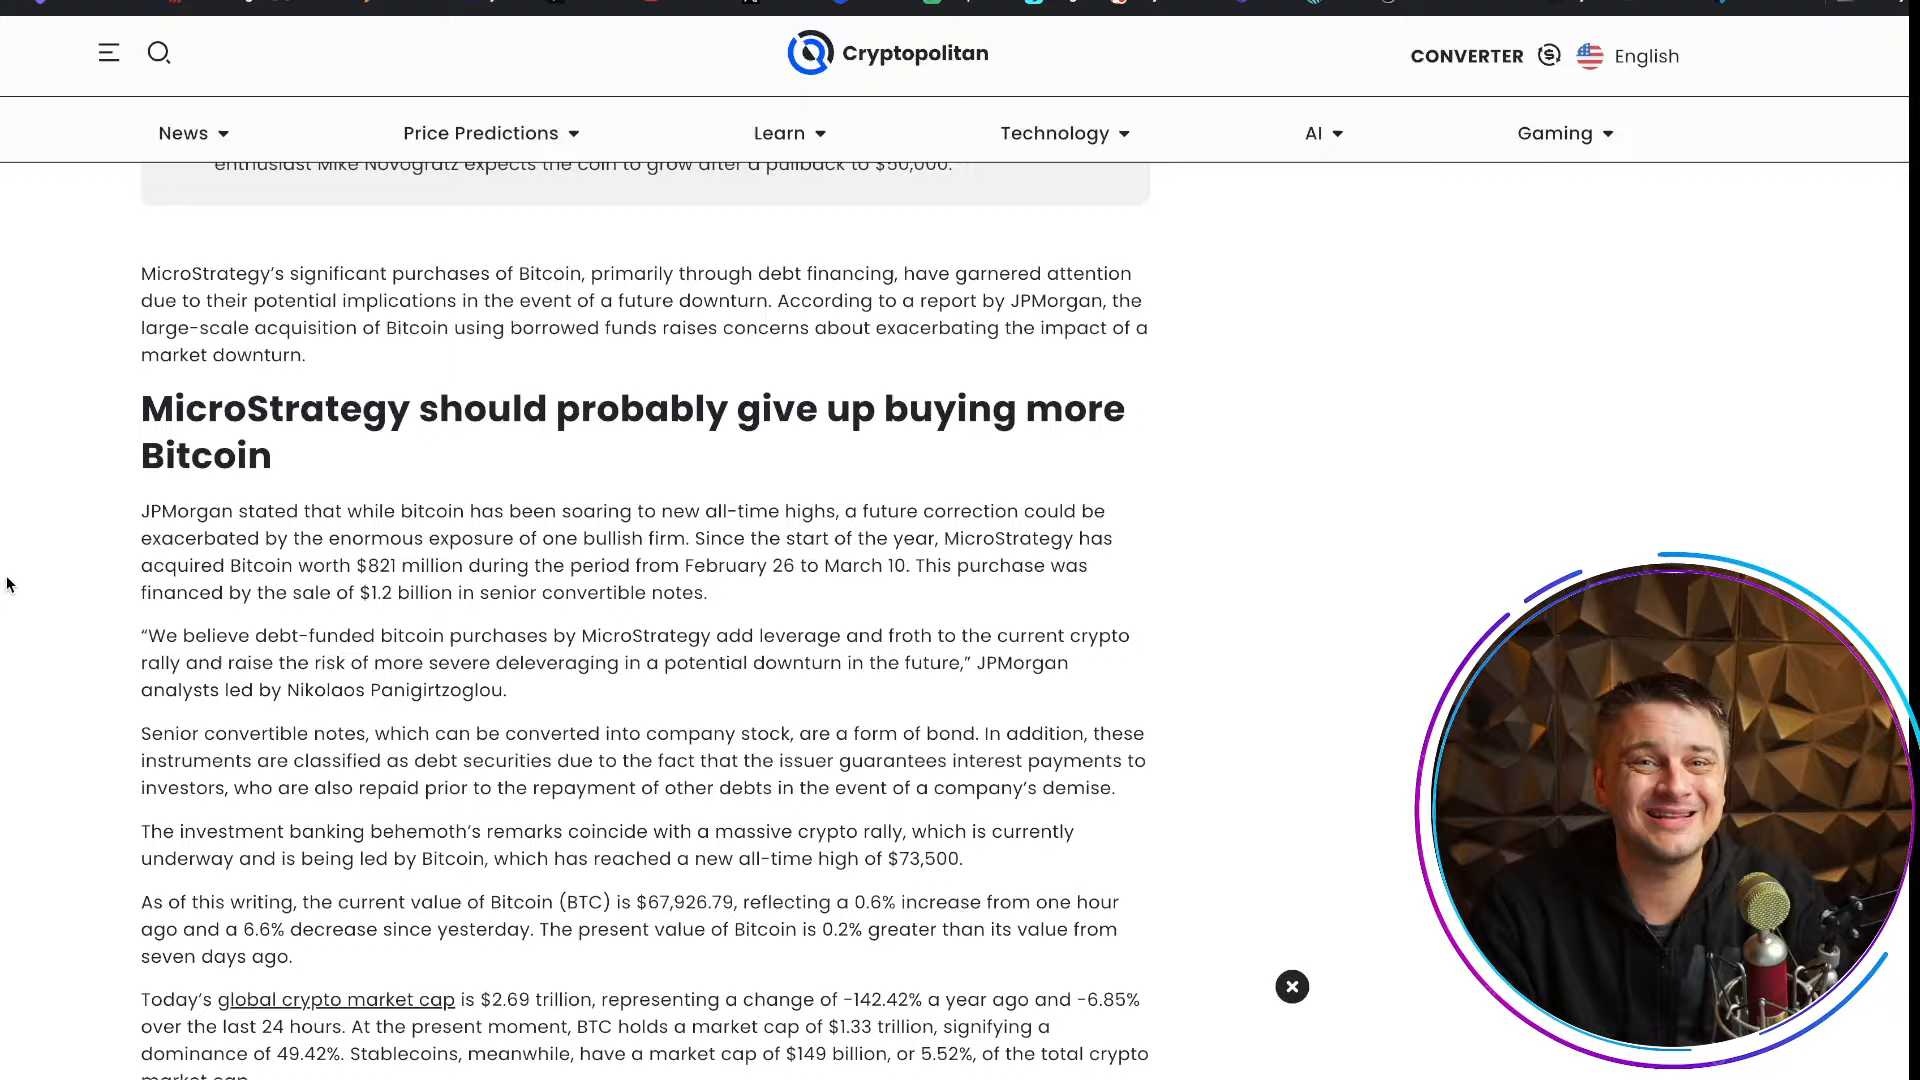 Cryptopolitan
CONVERTER English
News Price Predictions Learn Technology AI Gaming
enthusiast Mike Novogratz expects the coin to grow after a pullback to $50,000.
MicroStrategy’s significant purchases of Bitcoin, primarily through debt financing, have garnered attention
due to their potential implications in the event of a future downturn. According to a report by JPMorgan, the
large-scale acquisition of Bitcoin using borrowed funds raises concerns about exacerbating the impact of a
market downturn.
MicroStrategy should probably give up buying more
Bitcoin
JPMorgan stated that while bitcoin has been soaring to new all-time highs, a future correction could be
exacerbated by the enormous exposure of one bullish firm. Since the start of the year, MicroStrategy has
acquired Bitcoin worth $821 million during the period from February 26 to March 10. This purchase was
financed by the sale of $1.2 billion in senior convertible notes.
“We believe debt-funded bitcoin purchases by MicroStrategy add leverage and froth to the current crypto
rally and raise the risk of more severe deleveraging in a potential downturn in the future,” JPMorgan
analysts led by Nikolaos Panigirtzoglou.
Senior convertible notes, which can be converted into company stock, are a form of bond. In addition, these
instruments are classified as debt securities due to the fact that the issuer guarantees interest payments to
investors, who are also repaid prior to the repayment of other debts in the event of a company’s demise.
The investment banking behemoth’s remarks coincide with a massive crypto rally, which is currently
underway and is being led by Bitcoin, which has reached a new all-time high of $73,500.
As of this writing, the current value of Bitcoin (BTC) is $67,926.79, reflecting a 0.6% increase from one hour
ago and a 6.6% decrease since yesterday. The present value of Bitcoin is 0.2% greater than its value from
seven days ago.
Today’s global crypto market cap is $2.69 trillion, representing a change of -142.42% a year ago and -6.85%
over the last 24 hours. At the present moment, BTC holds a market cap of $1.33 trillion, signifying a
dominance of 49.42%. Stablecoins, meanwhile, have a market cap of $149 billion, or 5.52%, of the total crypto
market cap.